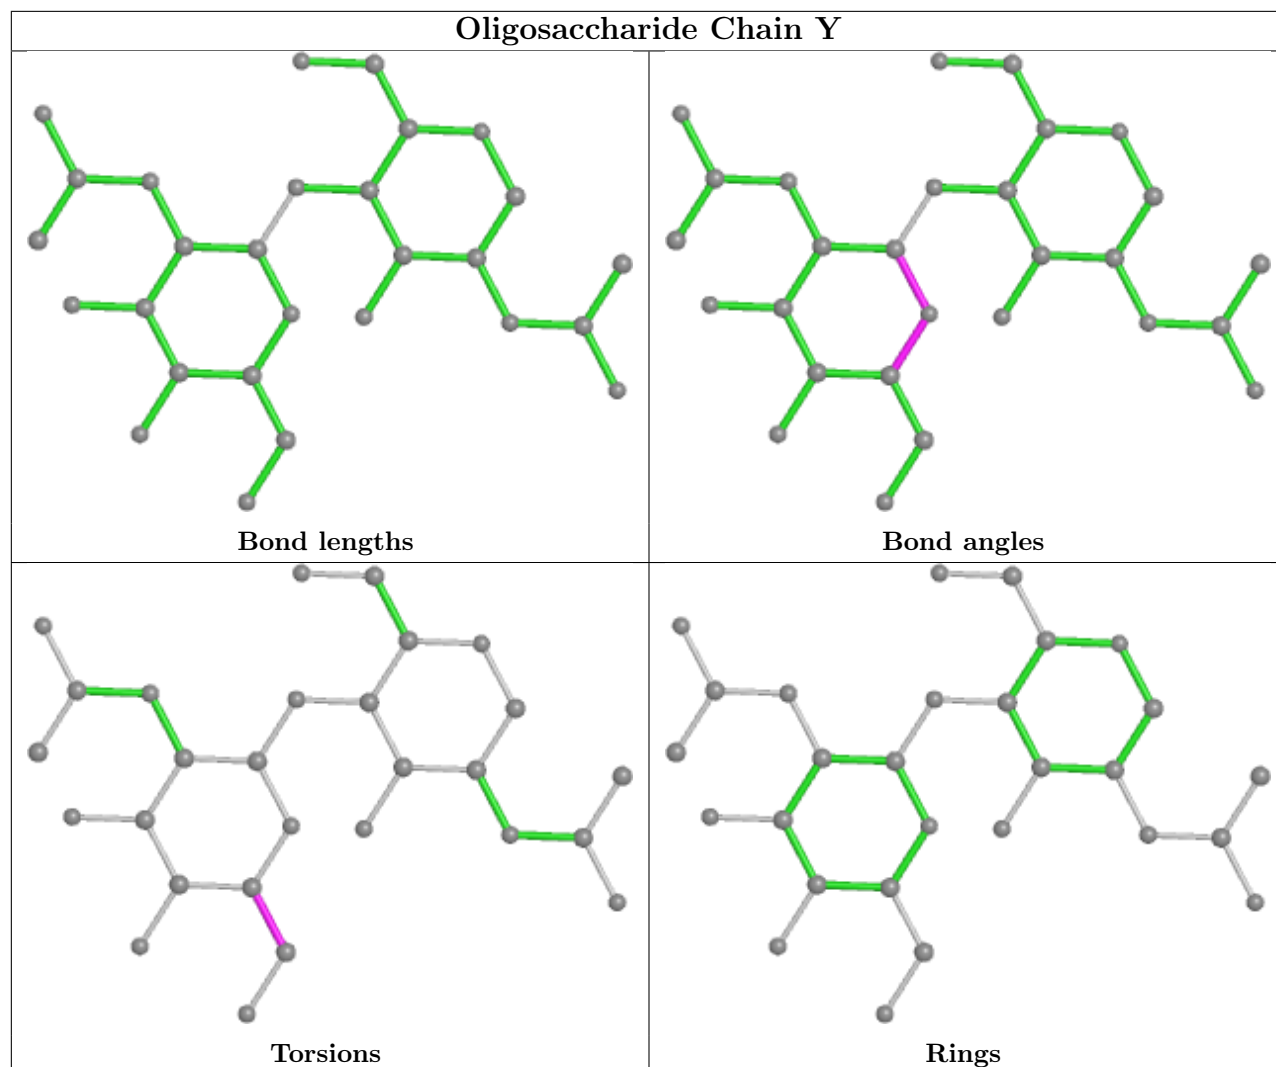 Oligosaccharide Chain Y
Bond lengths
Bond angles
Torsions
Rings